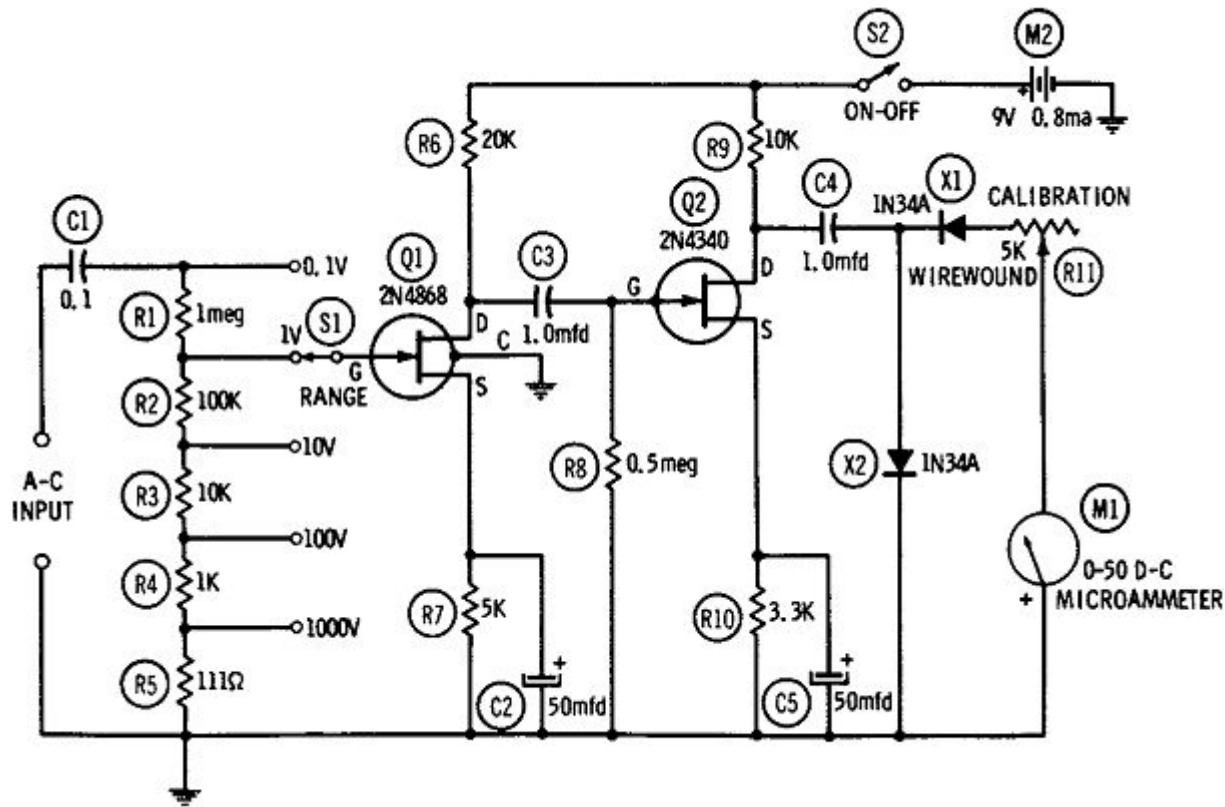 S2
M2
ON-OFF
+
9V 0.8ma
R6
20K
R9
10K
C4
X1
1N34A
CALIBRATION
5K
WIREWOUND
R11
1.0mfd
C1
0.1
0.1V
Q1
2N4868
C3
1.0mfd
Q2
2N4340
G
D
S
R1
1meg
1V
S1
G
RANGE
D
C
S
R2
100K
10V
R8
0.5meg
X2
1N34A
A-C
INPUT
R3
10K
100V
M1
0-50 D-C
+ MICROAMMETER
R4
1K
1000V
R7
5K
R10
3.3K
R5
111Ω
C2
+
50mfd
C5
+
50mfd